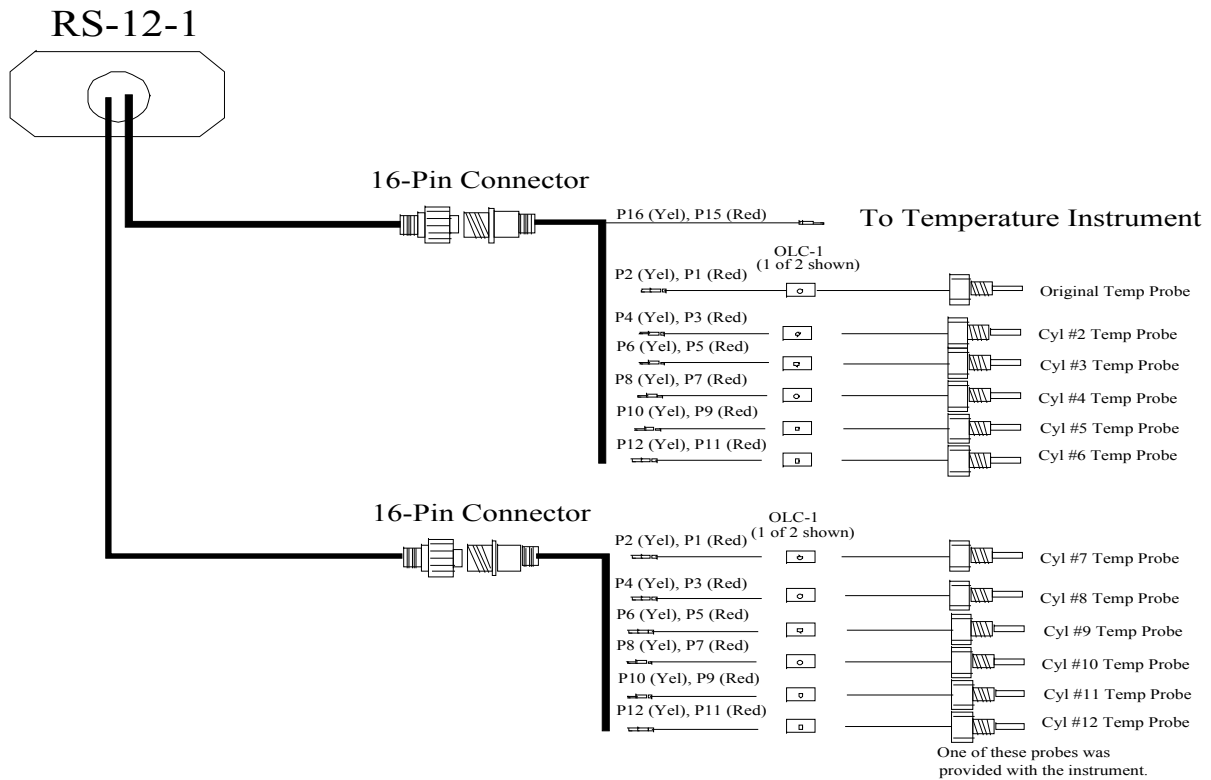 RS-12-1
16-Pin Connector
P16 (Yel), P15 (Red)
To Temperature Instrument
OLC-1
(1 of 2 shown)
P2 (Yel), P1 (Red)
Original Temp Probe
P4 (Yel), P3 (Red)
Cyl #2 Temp Probe
P6 (Yel), P5 (Red)
Cyl #3 Temp Probe
P8 (Yel), P7 (Red)
Cyl #4 Temp Probe
P10 (Yel), P9 (Red)
Cyl #5 Temp Probe
P12 (Yel), P11 (Red)
Cyl #6 Temp Probe
16-Pin Connector
OLC-1
(1 of 2 shown)
P2 (Yel), P1 (Red)
Cyl #7 Temp Probe
P4 (Yel), P3 (Red)
Cyl #8 Temp Probe
P6 (Yel), P5 (Red)
Cyl #9 Temp Probe
P8 (Yel), P7 (Red)
Cyl #10 Temp Probe
P10 (Yel), P9 (Red)
Cyl #11 Temp Probe
P12 (Yel), P11 (Red)
Cyl #12 Temp Probe
One of these probes was
provided with the instrument.